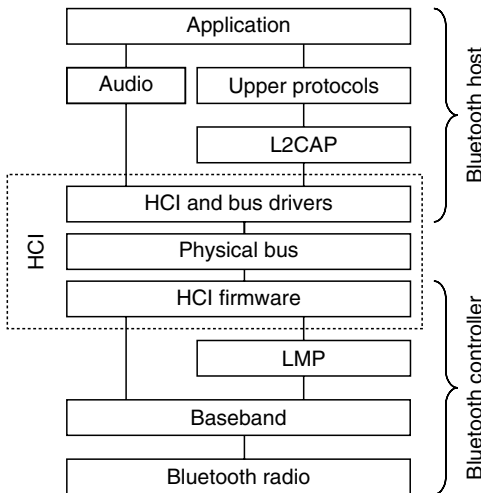 Application
Audio
Upper protocols
L2CAP
HCI and bus drivers
Physical bus
HCI firmware
LMP
Baseband
Bluetooth radio
HCI
Bluetooth host
Bluetooth controller